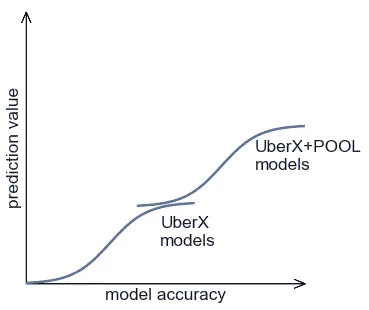 prediction value
UberX+POOL
models
UberX
models
model accuracy